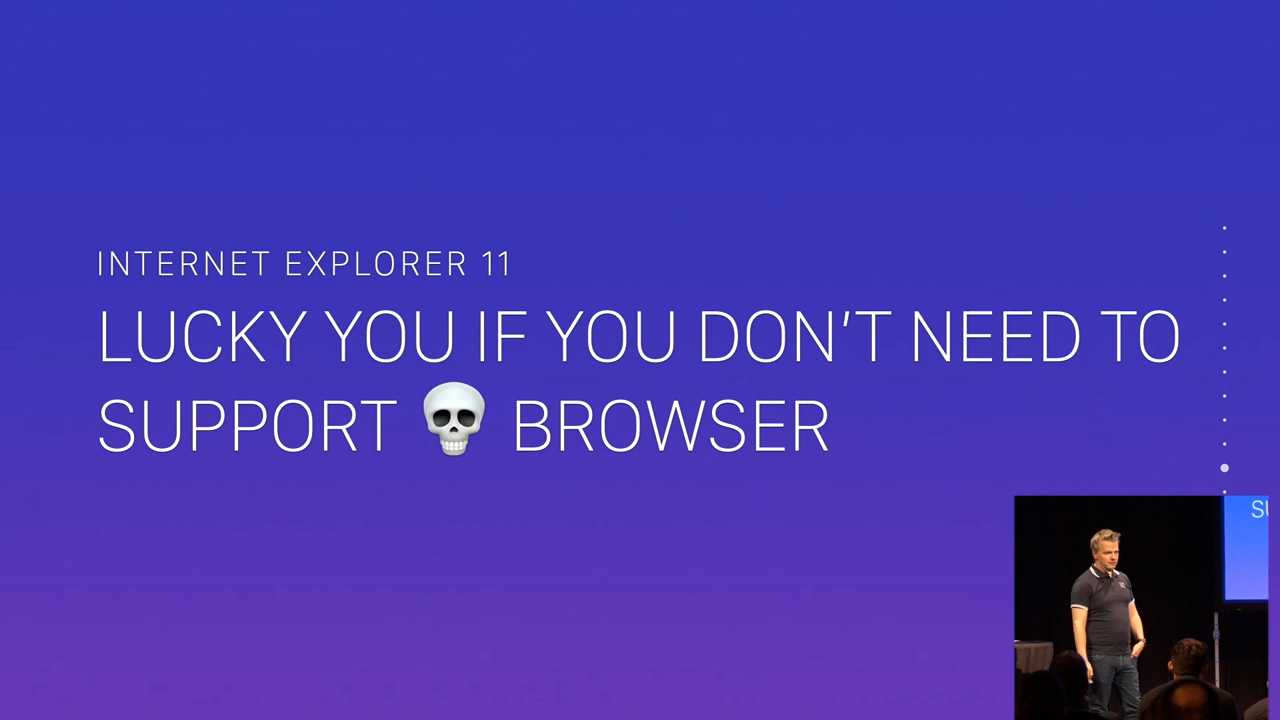 INTERNET EXPLORER 11
LUCKY YOU IF YOU DON'T NEED TO
SUPPORT 💀 BROWSER